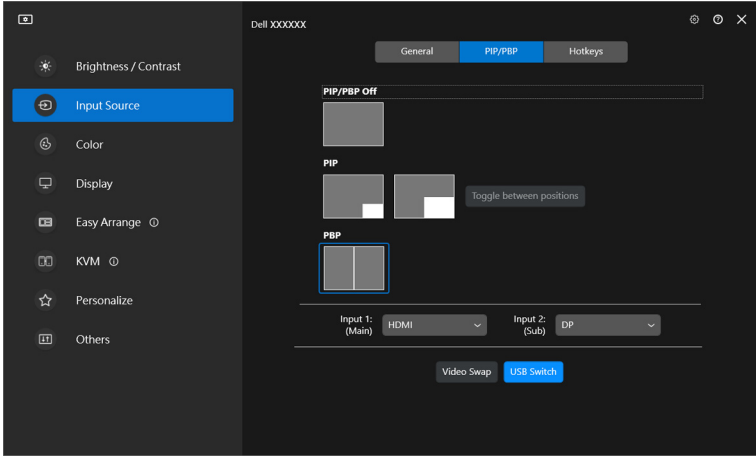 Dell XXXXXX
General
PIP/PBP
Hotkeys
Brightness / Contrast
Input Source
Color
Display
Easy Arrange
KVM
Personalize
Others
PIP/PBP Off
PIP
Toggle between positions
PBP
Input 1:
(Main)
HDMI
Input 2:
(Sub)
DP
Video Swap
USB Switch